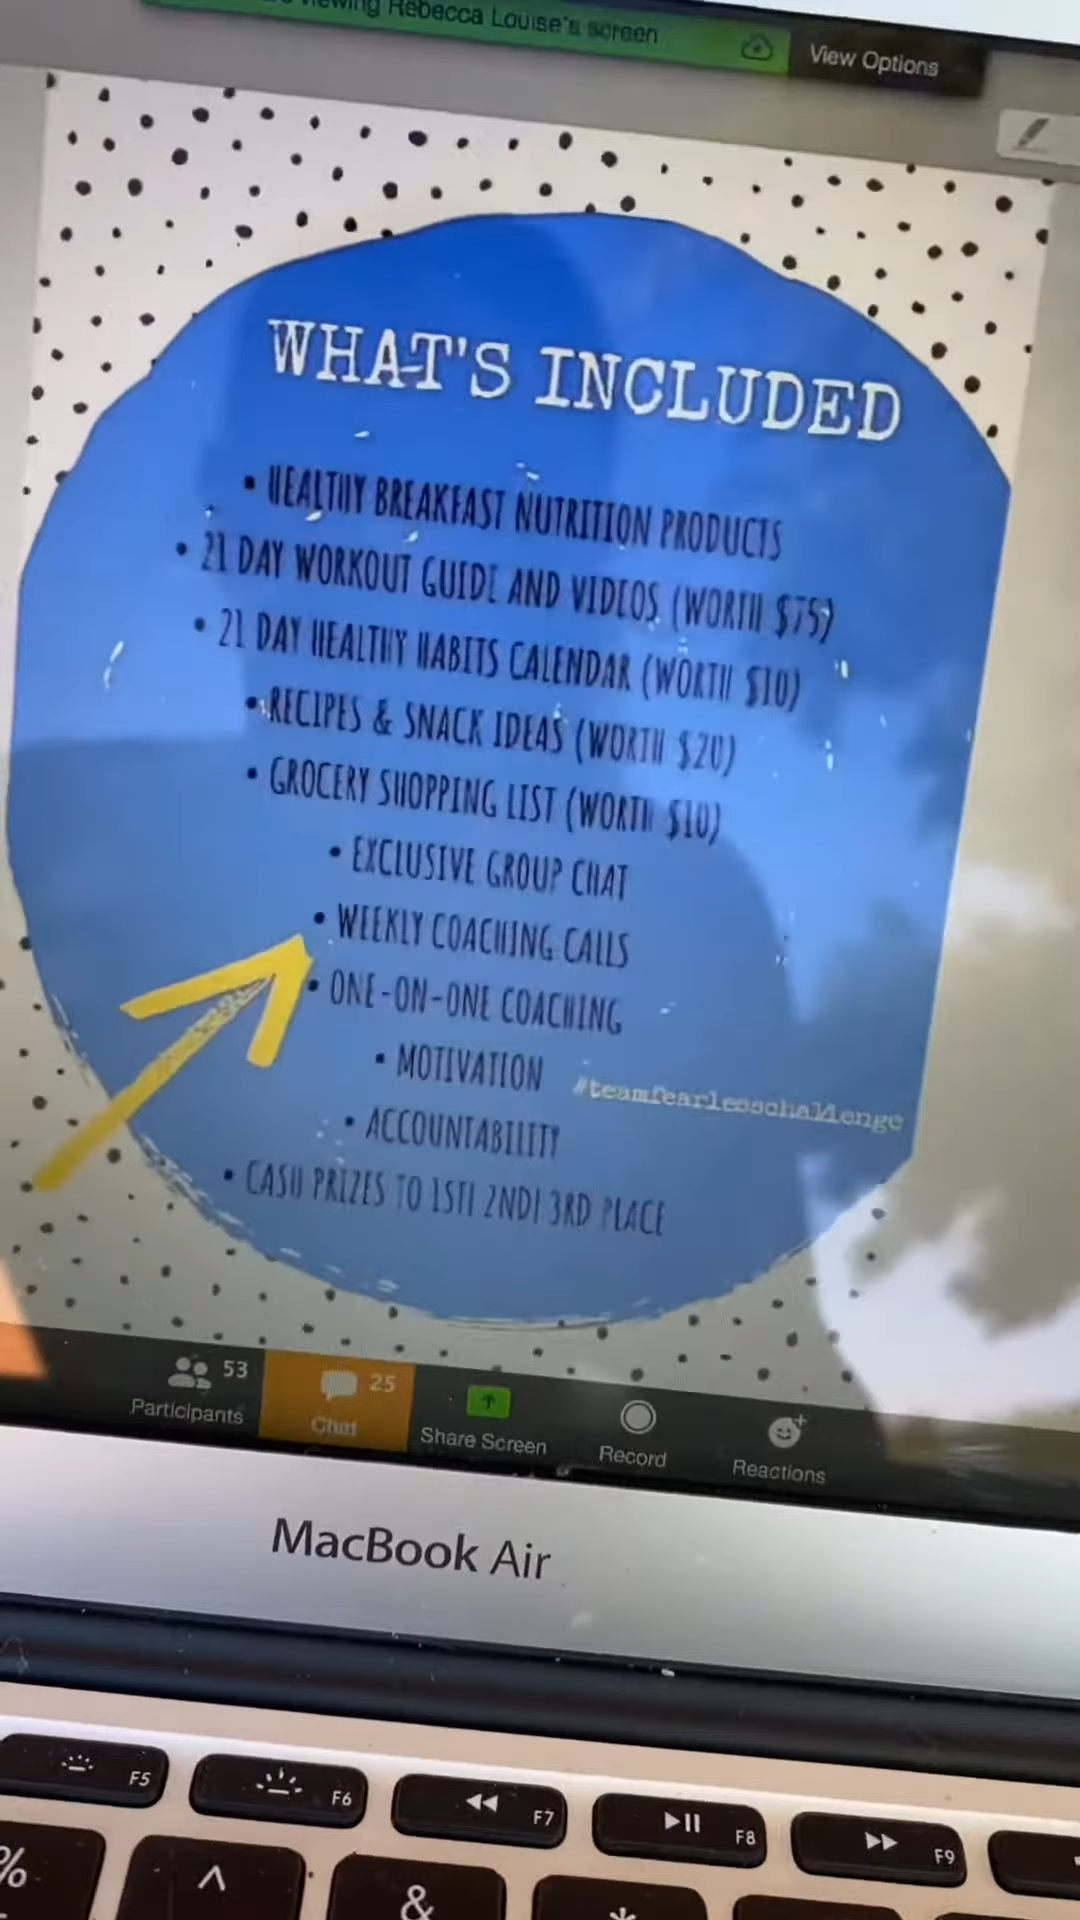 viewing Rebecca Louise's screen
View Options
WHAT'S INCLUDED
• HEALTHY BREAKFAST NUTRITION PRODUCTS
• 21 DAY WORKOUT GUIDE AND VIDEOS (WORTH $75)
• 21 DAY HEALTHY HABITS CALENDAR (WORTH $10)
• RECIPES & SNACK IDEAS (WORTH $20)
• GROCERY SHOPPING LIST (WORTH $10)
• EXCLUSIVE GROUP CHAT
• WEEKLY COACHING CALLS
• ONE-ON-ONE COACHING
• MOTIVATION
#teamfearlesschallenge
• ACCOUNTABILITY
• CASH PRIZES TO 1ST| 2ND| 3RD PLACE
53
Participants
25
Chat
Share Screen
Record
Reactions
MacBook Air
F5
F6
F7
F8
F9
%
^
&
*